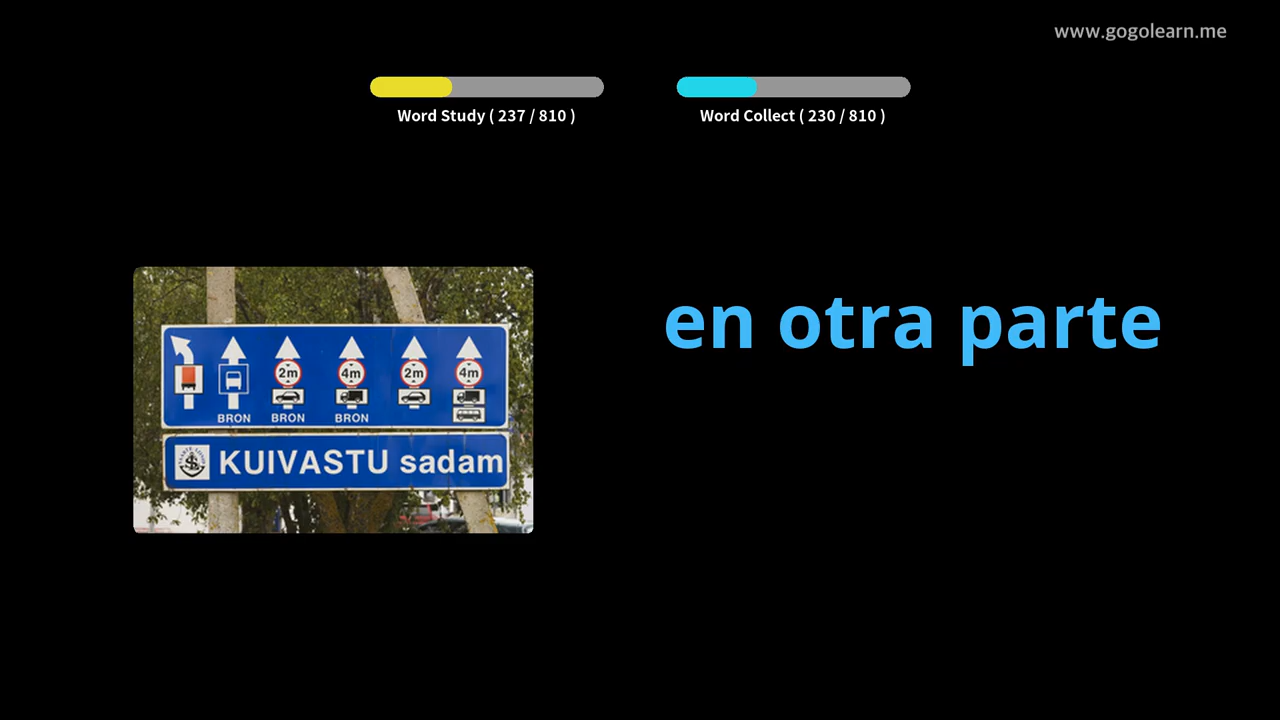 www.gogolearn.me
Word Study ( 237 / 810 )
Word Collect ( 230 / 810 )
en otra parte
2m 4m 2m 4m
BRON BRON BRON
KUIVASTU sadam